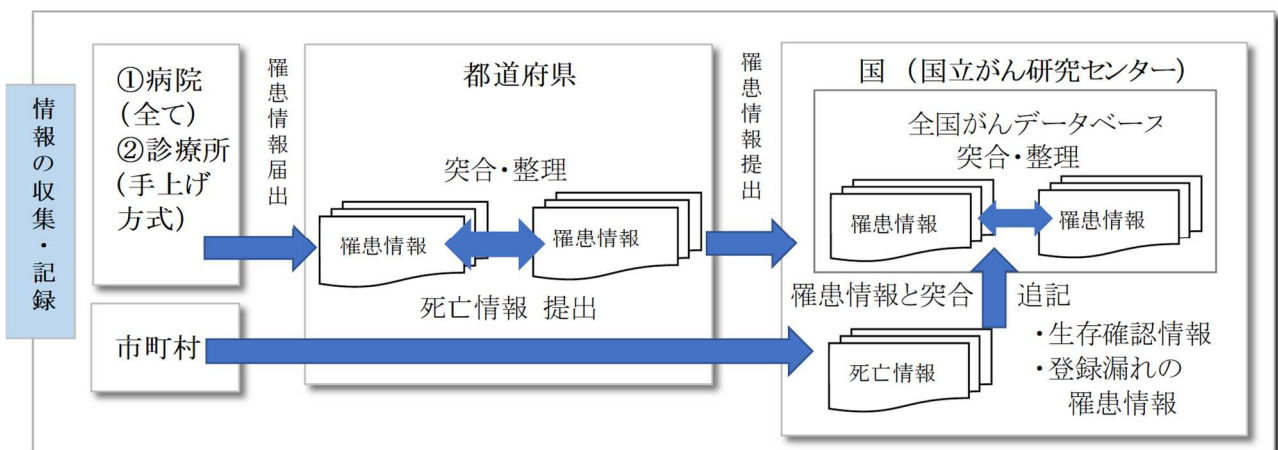 情報の収集・記録
①病院
(全て)
②診療所
(手上げ
方式)
市町村
罹患情報届出
都道府県
突合・整理
罹患情報
罹患情報
死亡情報 提出
罹患情報提出
国 (国立がん研究センター)
全国がんデータベース
突合・整理
罹患情報
罹患情報
罹患情報と突合
追記
死亡情報
・生存確認情報
・登録漏れの
罹患情報